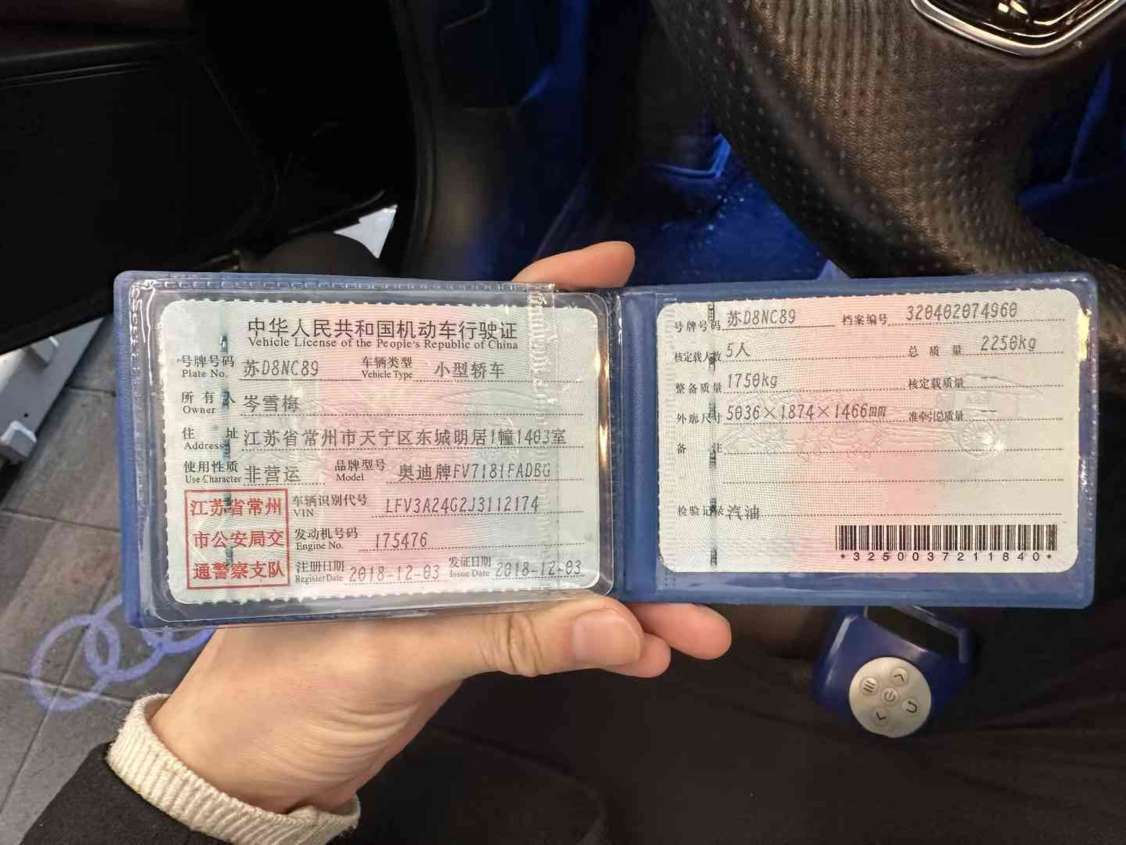 中华人民共和国机动车行驶证
Vehicle License of the People's Republic of China
号牌号码 Plate No. 苏D8NC89 车辆类型 Vehicle Type 小型轿车
所有人 Owner 岑雪梅
住址 Address 江苏省常州市天宁区东城明居1幢1403室
使用性质 Use Character 非营运 品牌型号 Model 奥迪牌FV7181FADBG
江苏省常州
市公安局交
通警察支队
车辆识别代号 VIN LFV3A24G2J3112174
发动机号码 Engine No. 175476
注册日期 Register Date 2018-12-03 发证日期 Issue Date 2018-12-03
号牌号码 苏D8NC89 档案编号 320402074960
核定载人数 5人 总质量 2250kg
整备质量 1750kg 核定载质量 --
外廓尺寸 5036×1874×1466mm 准牵引总质量 --
备注
检验记录 汽油
*3250037211840*